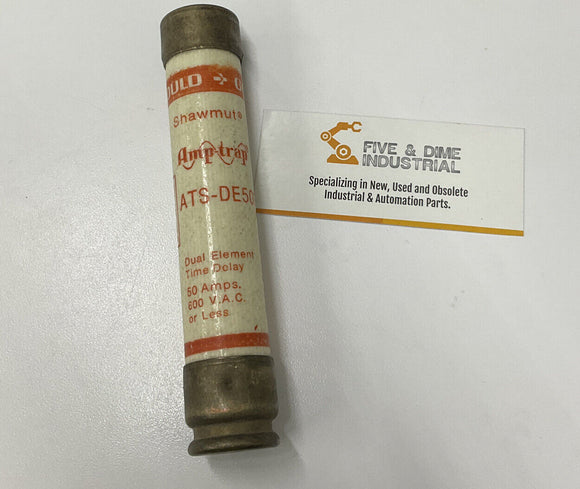 OULD
Shawmut®
Amp-trap
ATS-DE50
Dual Element
Time Delay
50 Amps.
600 V.A.C.
or Less
FIVE & DIME
INDUSTRIAL
Specializing in New, Used and Obsolete
Industrial & Automation Parts.